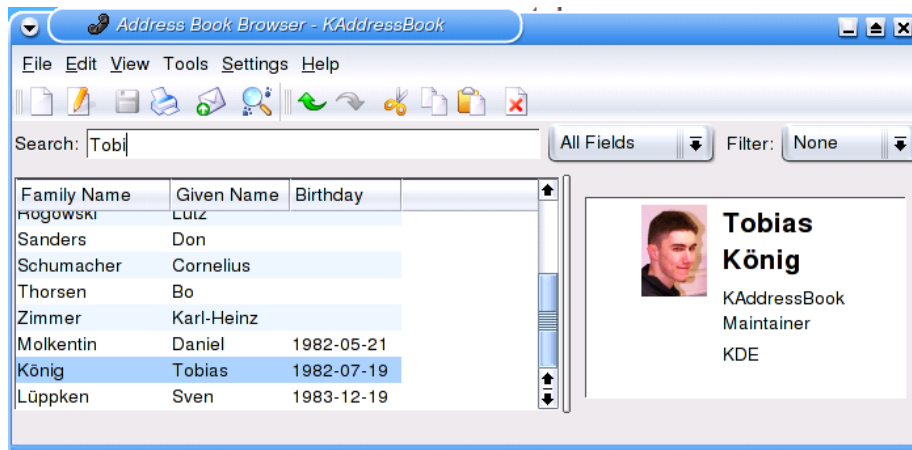 Address Book Browser - KAddressBook
File Edit View Tools Settings Help
Search: Tobi All Fields Filter: None
Family Name Given Name Birthday
Rogowski Lutz
Sanders Don
Schumacher Cornelius
Thorsen Bo
Zimmer Karl-Heinz
Molkentin Daniel 1982-05-21
König Tobias 1982-07-19
Lüppken Sven 1983-12-19
Tobias
König
KAddressBook
Maintainer
KDE